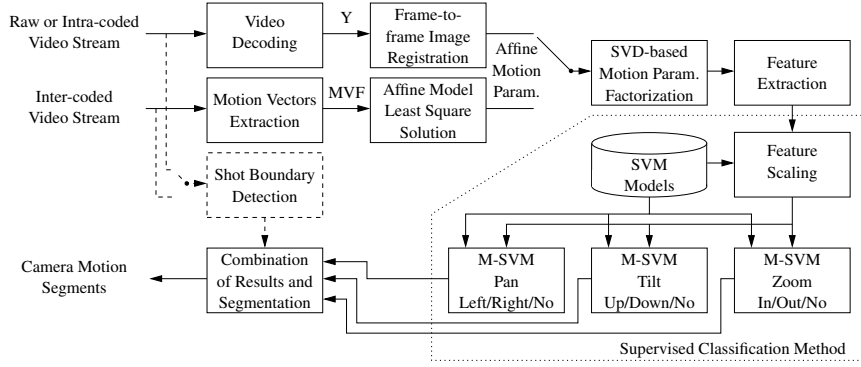 Raw or Intra-coded
Video Stream
Video
Decoding
Y
Frame-to-
frame Image
Registration
Affine
Motion
Param.
SVD-based
Motion Param.
Factorization
Feature
Extraction
Inter-coded
Video Stream
Motion Vectors
Extraction
MVF
Affine Model
Least Square
Solution
Shot Boundary
Detection
SVM
Models
Feature
Scaling
Camera Motion
Segments
Combination
of Results and
Segmentation
M-SVM
Pan
Left/Right/No
M-SVM
Tilt
Up/Down/No
M-SVM
Zoom
In/Out/No
Supervised Classification Method